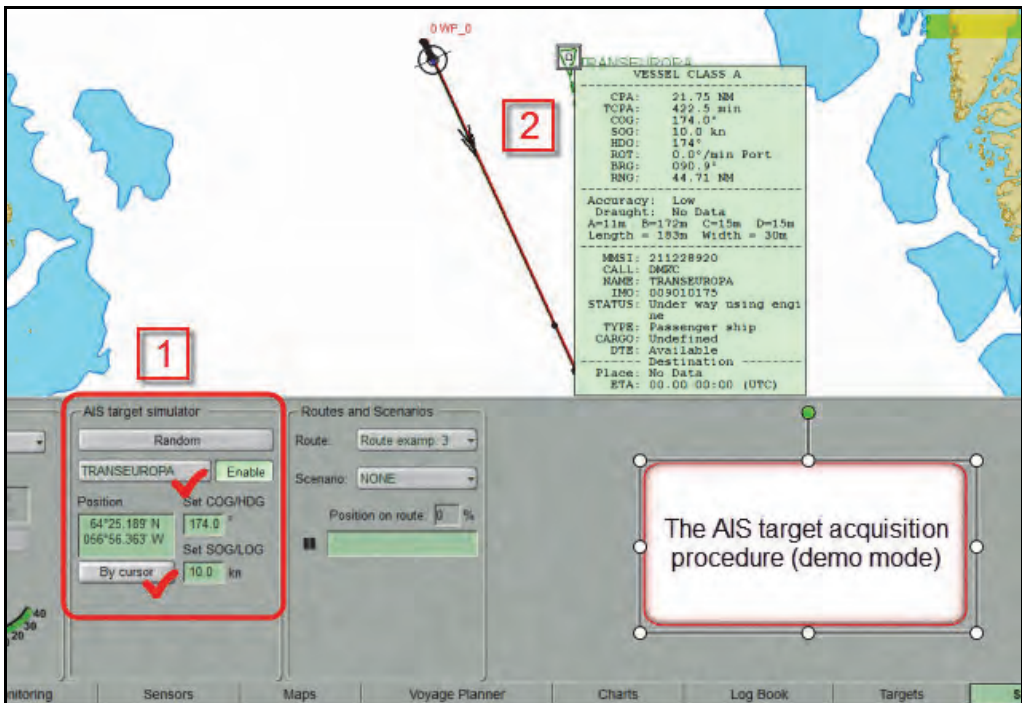 0 WP_0
TRANSEUROPA
VESSEL CLASS A
CPA: 21.75 NM
TCPA: 422.5 min
COG: 174.0°
SOG: 10.0 kn
HDG: 174°
ROT: 0.0°/min Port
BRG: 090.9°
RNG: 44.71 NM
Accuracy: Low
Draught: No Data
A=11m B=172m C=15m D=15m
Length = 183m Width = 30m
MMSI: 211228920
CALL: DMKC
NAME: TRANSEUROPA
IMO: 009010175
STATUS: Under way using engi
ne
TYPE: Passenger ship
CARGO: Undefined
DTE: Available
Destination
Place: No Data
ETA: 00.00 00:00 (UTC)
2
1
AIS target simulator
Random
TRANSEUROPA
Enable
Position
Set COG/HDG
64°25.189' N
056°56.363' W
174.0 °
Set SOG/LOG
By cursor
10.0 kn
Routes and Scenarios
Route: Route examp. 3
Scenario: NONE
Position on route: 0 %
The AIS target acquisition
procedure (demo mode)
40
30
20
nitoring
Sensors
Maps
Voyage Planner
Charts
Log Book
Targets
S